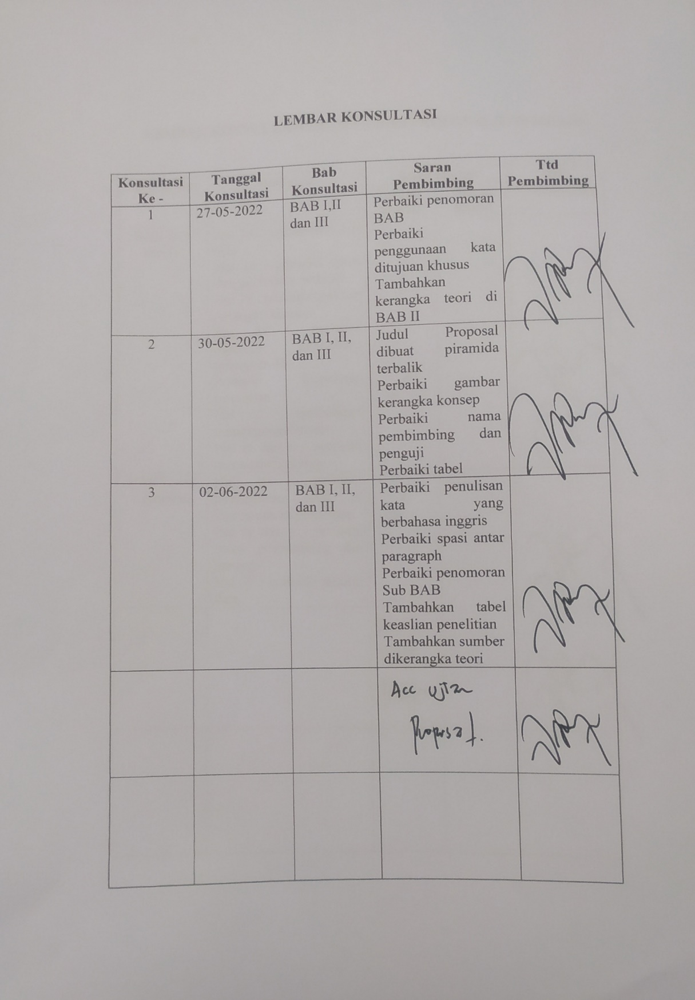 LEMBAR KONSULTASI
Konsultasi
Ke -
Tanggal
Konsultasi
Bab
Konsultasi
Saran
Pembimbing
Ttd
Pembimbing
1
27-05-2022
BAB I,II
dan III
Perbaiki penomoran
BAB
Perbaiki
penggunaan kata
ditujuan khusus
Tambahkan
kerangka teori di
BAB II
2
30-05-2022
BAB I, II,
dan III
Judul Proposal
dibuat piramida
terbalik
Perbaiki gambar
kerangka konsep
Perbaiki nama
pembimbing dan
penguji
Perbaiki tabel
3
02-06-2022
BAB I, II,
dan III
Perbaiki penulisan
kata yang
berbahasa inggris
Perbaiki spasi antar
paragraph
Perbaiki penomoran
Sub BAB
Tambahkan tabel
keaslian penelitian
Tambahkan sumber
dikerangka teori
Acc ujian
Proposal.